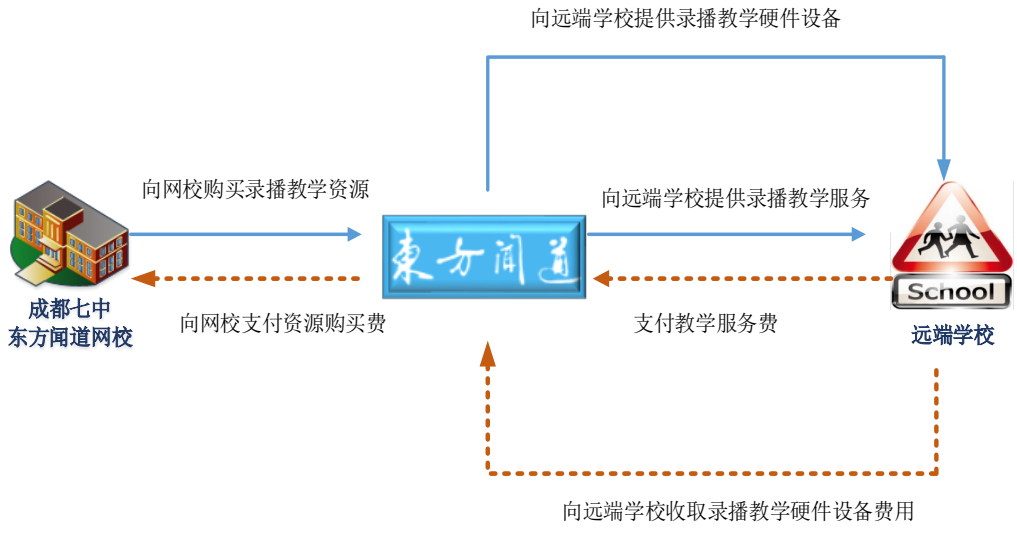 向远端学校提供录播教学硬件设备
向网校购买录播教学资源
向远端学校提供录播教学服务
東方闻道
School
成都七中
东方闻道网校
向网校支付资源购买费
支付教学服务费
远端学校
向远端学校收取录播教学硬件设备费用